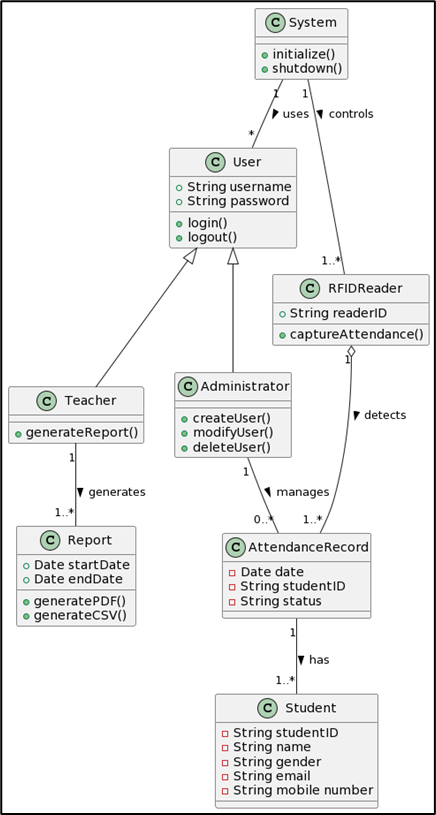 C System
initialize()
shutdown()
1 1
uses controls
*
C User
String username
String password
login()
logout()
1..*
C RFIDReader
String readerID
captureAttendance()
1
C Teacher
generateReport()
C Administrator
createUser()
modifyUser()
deleteUser()
detects
1 1
generates manages
1..* 0..* 1..*
C Report
Date startDate
Date endDate
generatePDF()
generateCSV()
C AttendanceRecord
Date date
String studentID
String status
1
has
1..*
C Student
String studentID
String name
String gender
String email
String mobile number